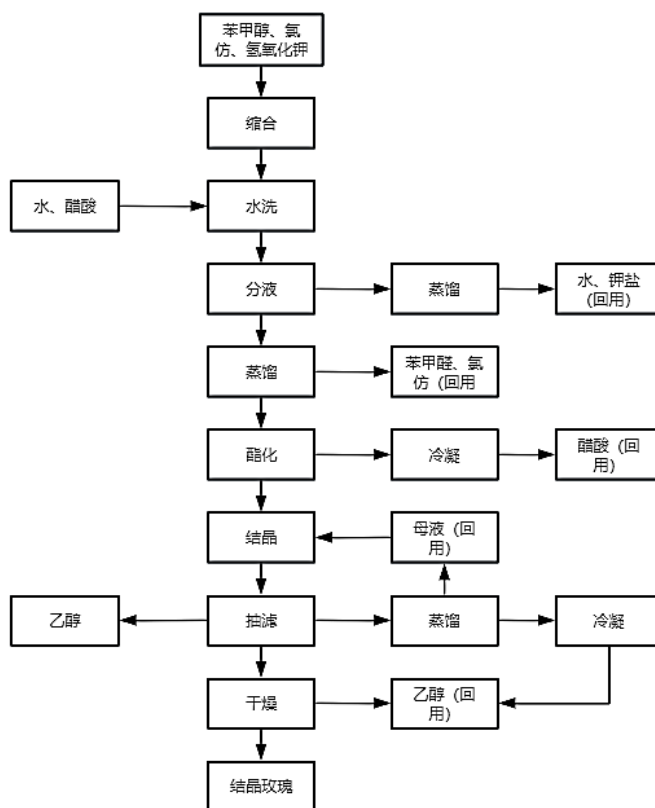 苯甲醇、氯
仿、氢氧化钾
缩合
水、醋酸
水洗
分液
蒸馏
水、钾盐
(回用)
蒸馏
苯甲醛、氯
仿（回用
酯化
冷凝
醋酸（回
用）
结晶
母液（回
用）
乙醇
抽滤
蒸馏
冷凝
干燥
乙醇（回
用）
结晶玫瑰